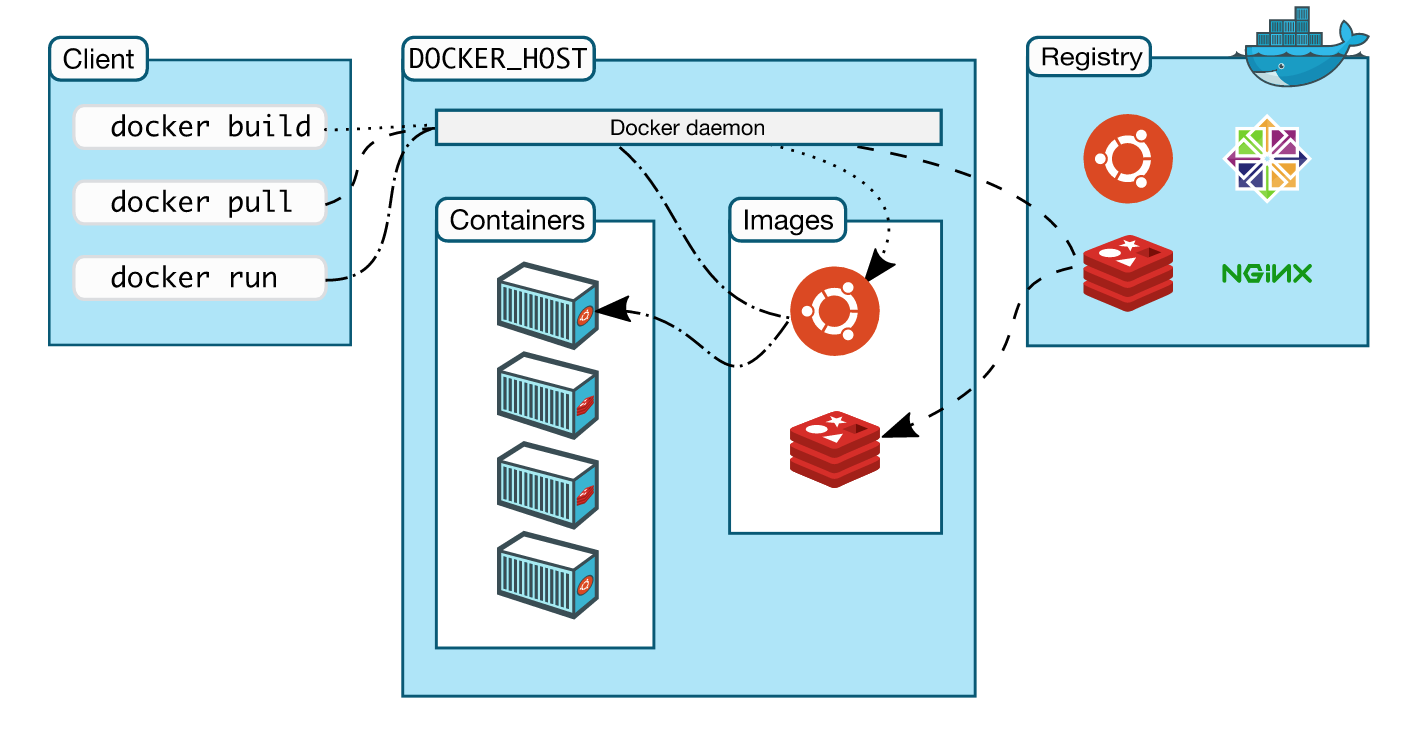 Client
docker build
docker pull
docker run
DOCKER_HOST
Docker daemon
Containers
Images
Registry
NGiNX